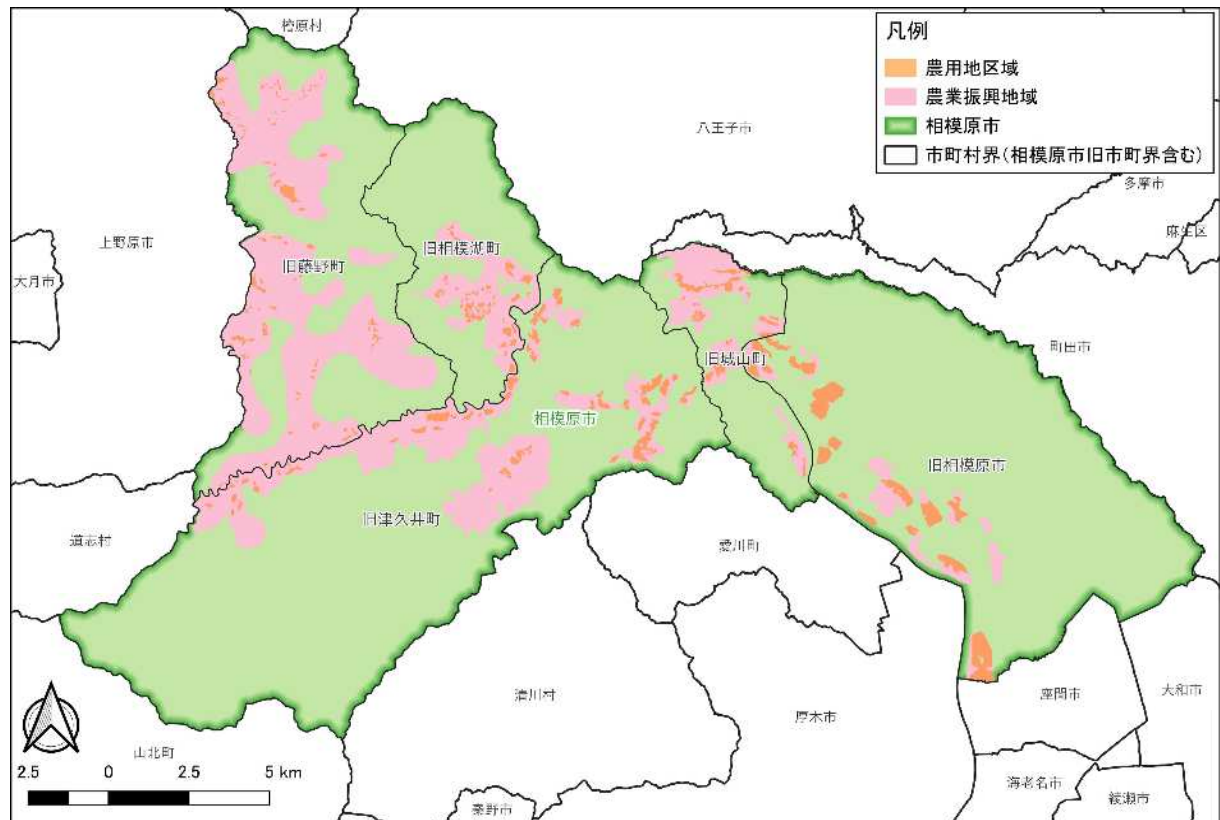 檜原村
凡例
農用地区域
農業振興地域
相模原市
市町村界(相模原市旧市町界含む)
八王子市
多摩市
麻生区
上野原市
大月市
旧相模湖町
旧藤野町
町田市
旧城山町
相模原市
旧相模原市
旧津久井町
道志村
愛川町
清川村
厚木市
座間市
大和市
山北町
海老名市
綾瀬市
秦野市
2.5 0 2.5 5 km